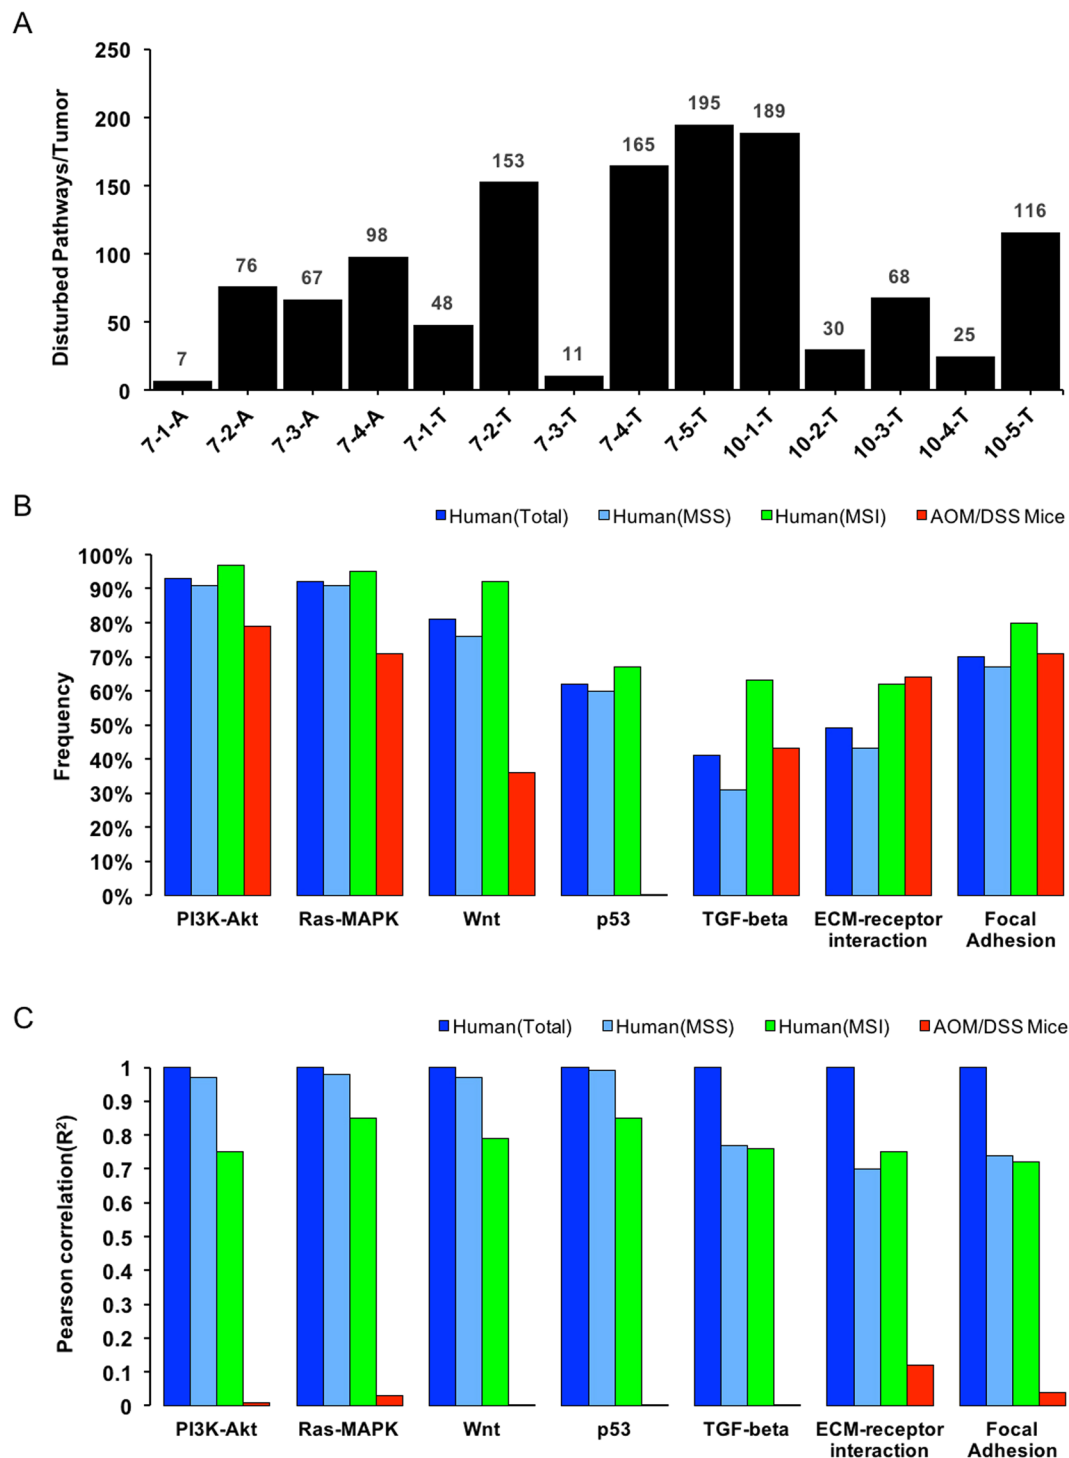 A
Disturbed Pathways/Tumor
250
200
150
100
50
0
7
76
67
98
48
153
11
165
195
189
30
68
25
116
7-1-A
7-2-A
7-3-A
7-4-A
7-1-T
7-2-T
7-3-T
7-4-T
7-5-T
10-1-T
10-2-T
10-3-T
10-4-T
10-5-T
B
Human(Total) Human(MSS) Human(MSI) AOM/DSS Mice
Frequency
100%
90%
80%
70%
60%
50%
40%
30%
20%
10%
0%
PI3K-Akt Ras-MAPK Wnt p53 TGF-beta ECM-receptor Focal
interaction Adhesion
C
Human(Total) Human(MSS) Human(MSI) AOM/DSS Mice
Pearson correlation(R²)
1
0.9
0.8
0.7
0.6
0.5
0.4
0.3
0.2
0.1
0
PI3K-Akt Ras-MAPK Wnt p53 TGF-beta ECM-receptor Focal
interaction Adhesion